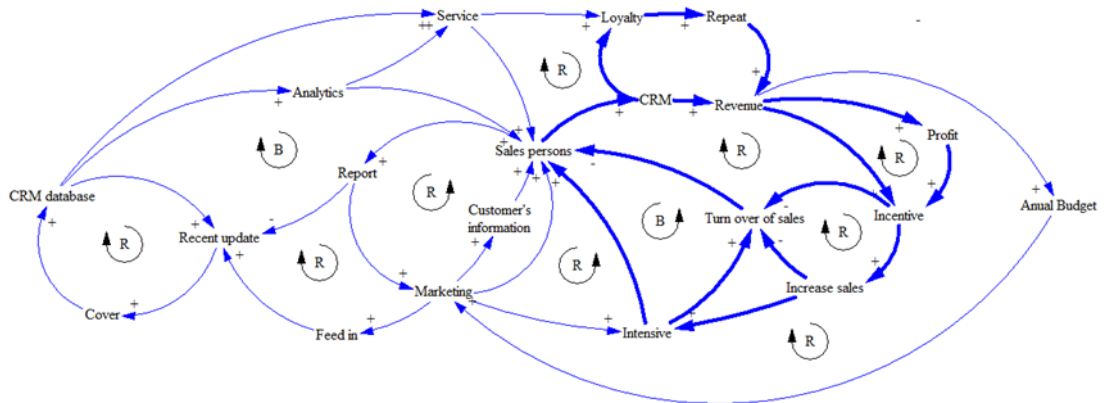 Service
Loyalty
Repeat
-
++
+
+
R
Analytics
+
CRM
Revenue
+
+
+
Profit
+
B
Sales persons
+
+
R
R
Report
+
-
CRM database
R
Customer's
information
+
+
+
Turn over of sales
-
-
Incentive
+
+
Anual Budget
+
B
R
+
Recent update
+
-
+
R
R
R
+
+
-
+
Increase sales
Marketing
+
Cover
+
Feed in
+
Intensive
+
+
+
R